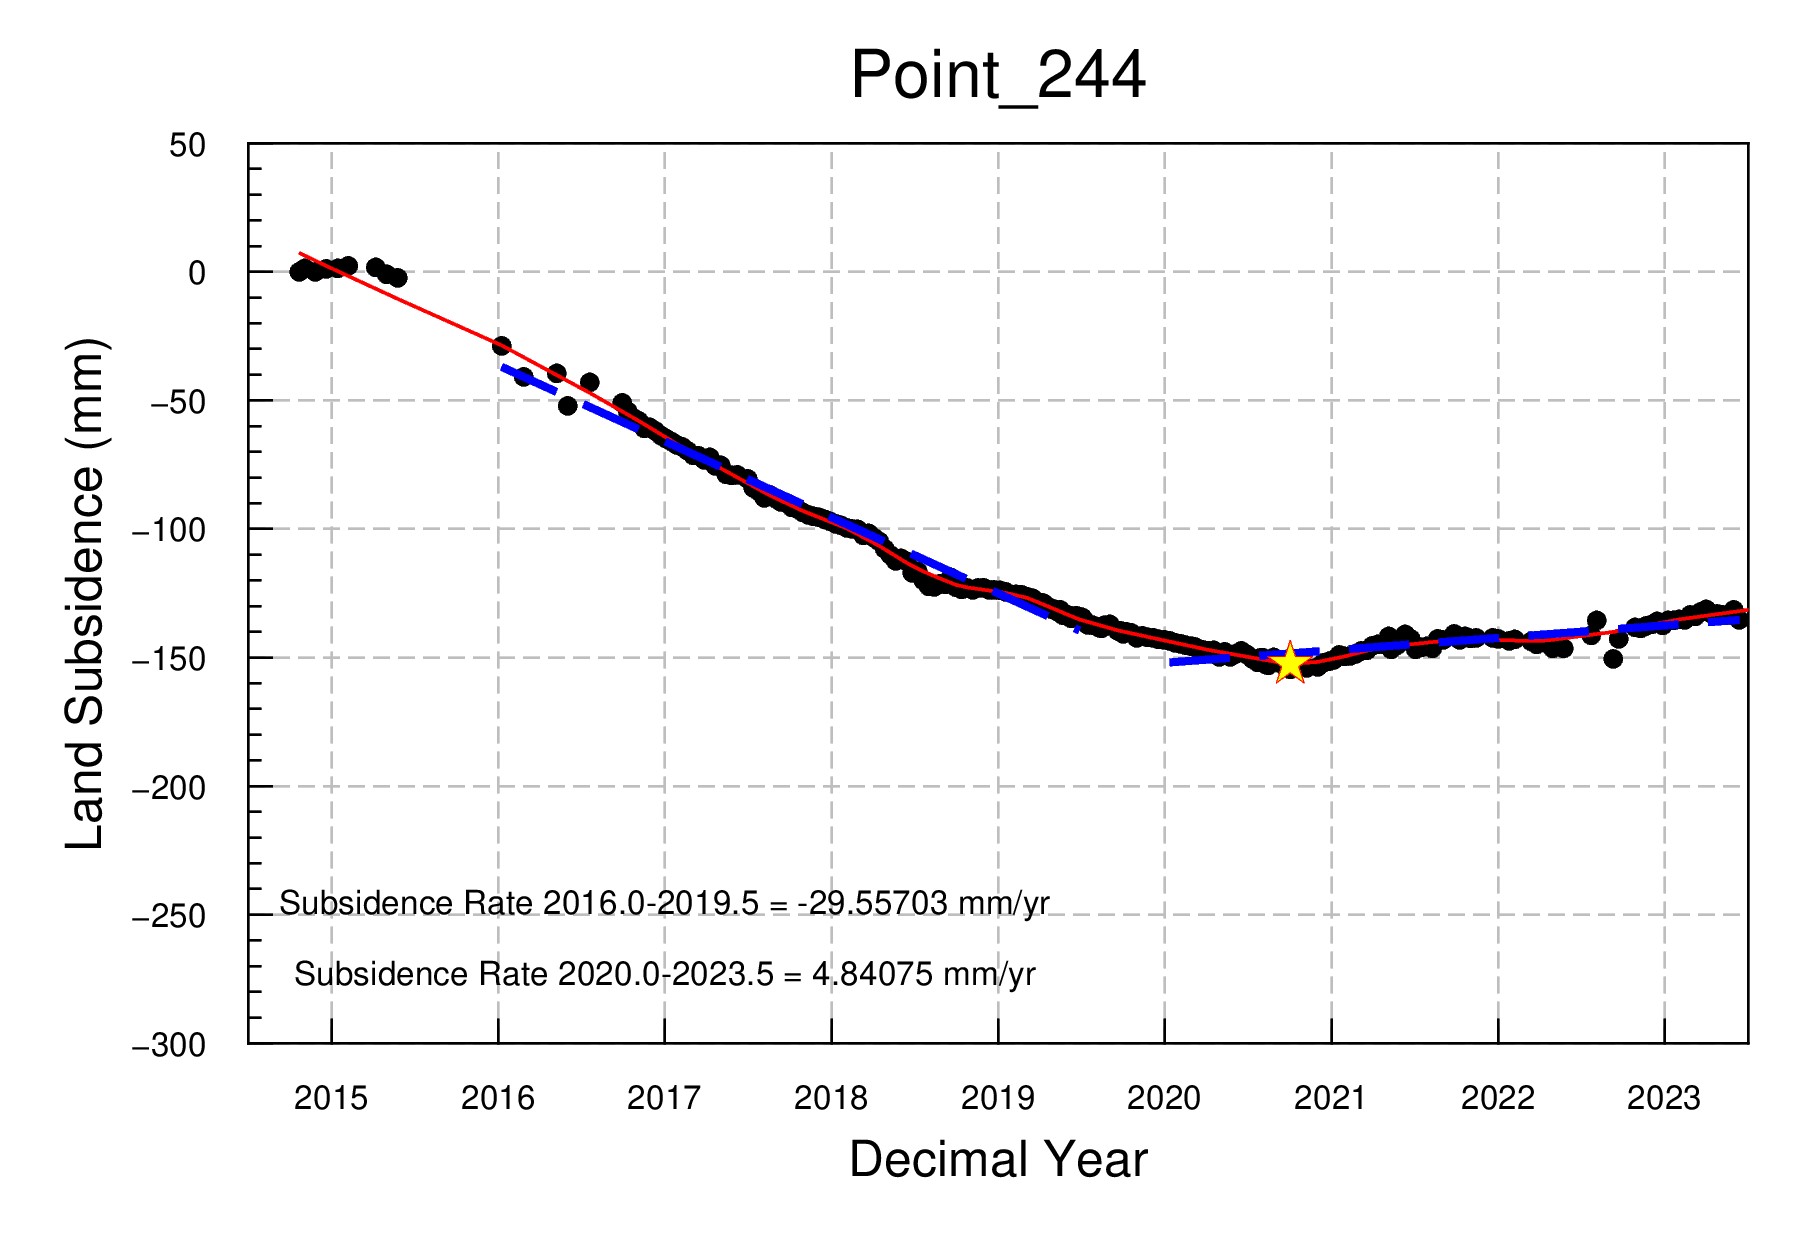 Point_244
50
0
−50
−100
−150
−200
−250
−300
Land Subsidence (mm)
Subsidence Rate 2016.0-2019.5 = -29.55703 mm/yr
Subsidence Rate 2020.0-2023.5 = 4.84075 mm/yr
2015 2016 2017 2018 2019 2020 2021 2022 2023
Decimal Year